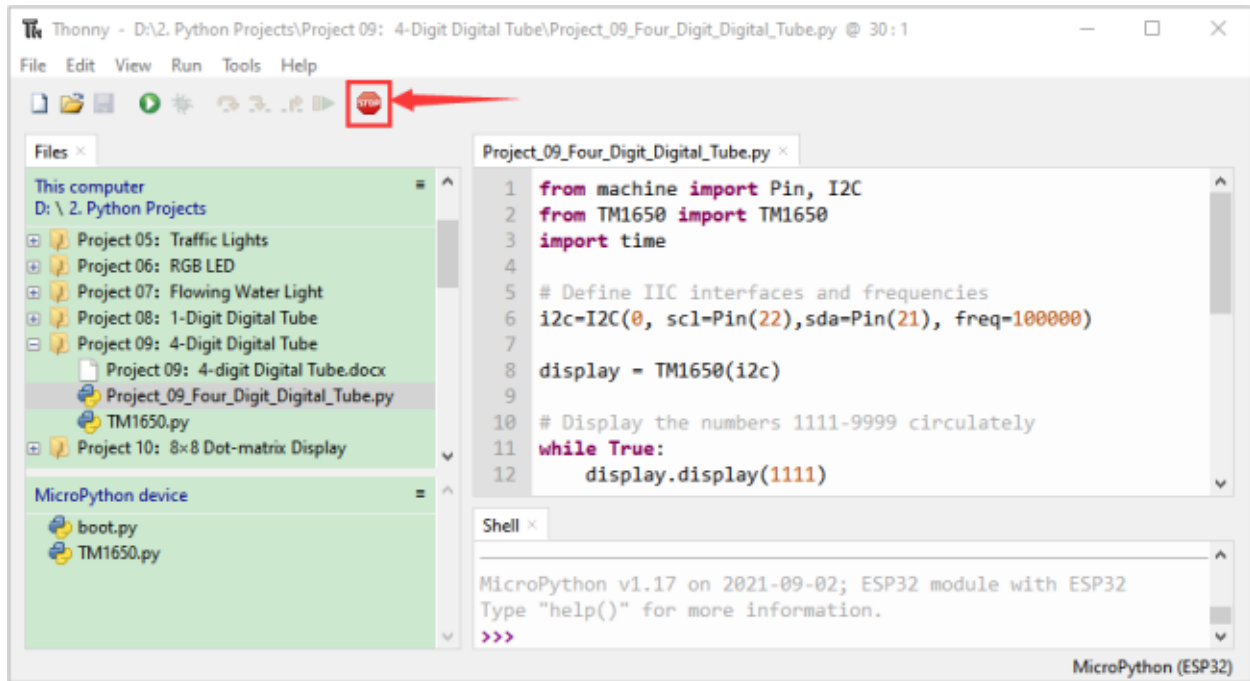 Thonny - D:\2. Python Projects\Project 09: 4-Digit Digital Tube\Project_09_Four_Digit_Digital_Tube.py @ 30:1
File Edit View Run Tools Help
STOP
Files
This computer
D: \ 2. Python Projects
Project 05: Traffic Lights
Project 06: RGB LED
Project 07: Flowing Water Light
Project 08: 1-Digit Digital Tube
Project 09: 4-Digit Digital Tube
Project 09: 4-digit Digital Tube.docx
Project_09_Four_Digit_Digital_Tube.py
TM1650.py
Project 10: 8×8 Dot-matrix Display
MicroPython device
boot.py
TM1650.py
Project_09_Four_Digit_Digital_Tube.py
1 from machine import Pin, I2C
2 from TM1650 import TM1650
3 import time
4
5 # Define IIC interfaces and frequencies
6 i2c=I2C(0, scl=Pin(22),sda=Pin(21), freq=100000)
7
8 display = TM1650(i2c)
9
10 # Display the numbers 1111-9999 circulately
11 while True:
12 display.display(1111)
Shell
MicroPython v1.17 on 2021-09-02; ESP32 module with ESP32
Type "help()" for more information.
>>>
MicroPython (ESP32)